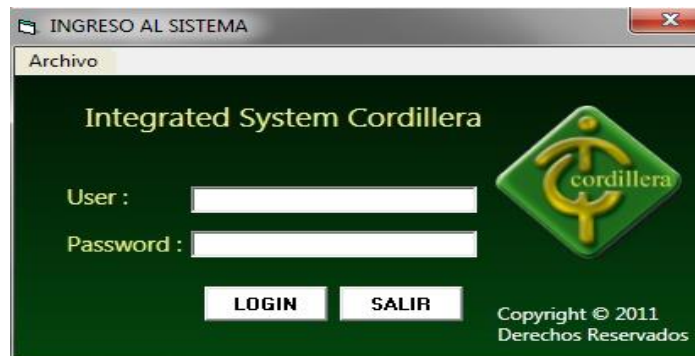 INGRESO AL SISTEMA
Archivo
Integrated System Cordillera
cordillera
User :
Password :
LOGIN SALIR
Copyright © 2011
Derechos Reservados